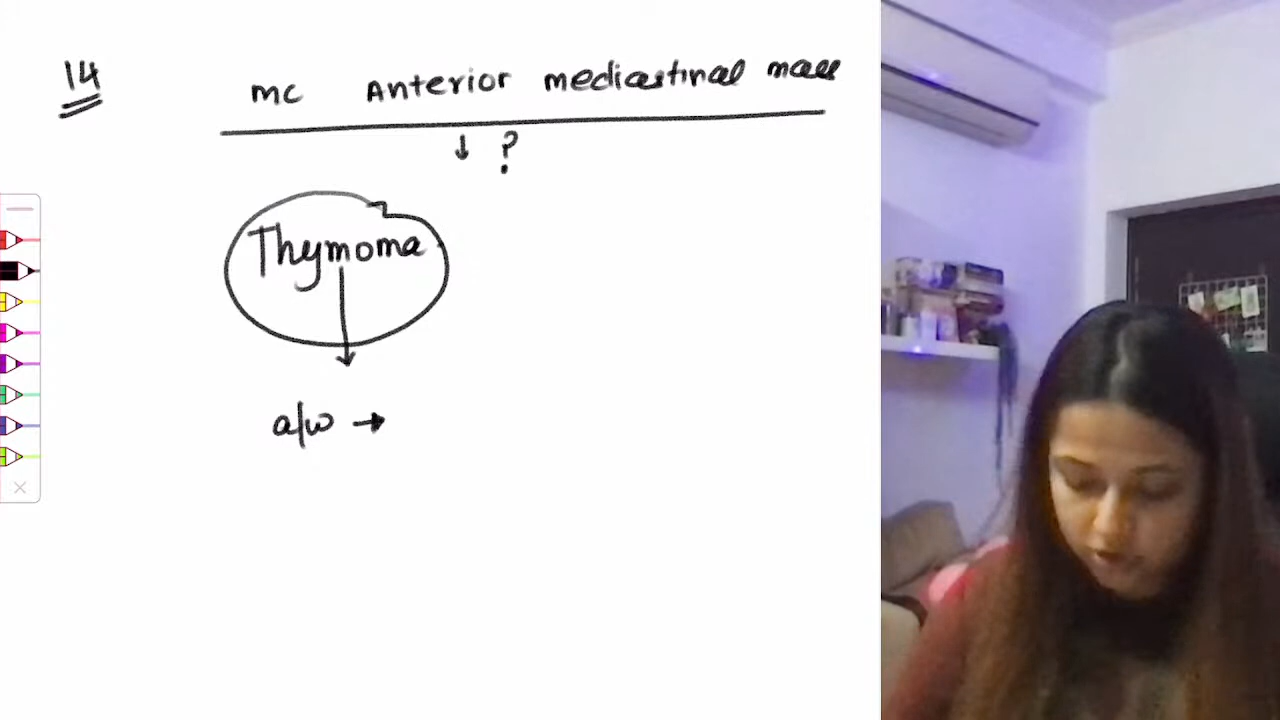 14
mc Anterior mediastinal mass
↓ ?
Thymoma
a/w →